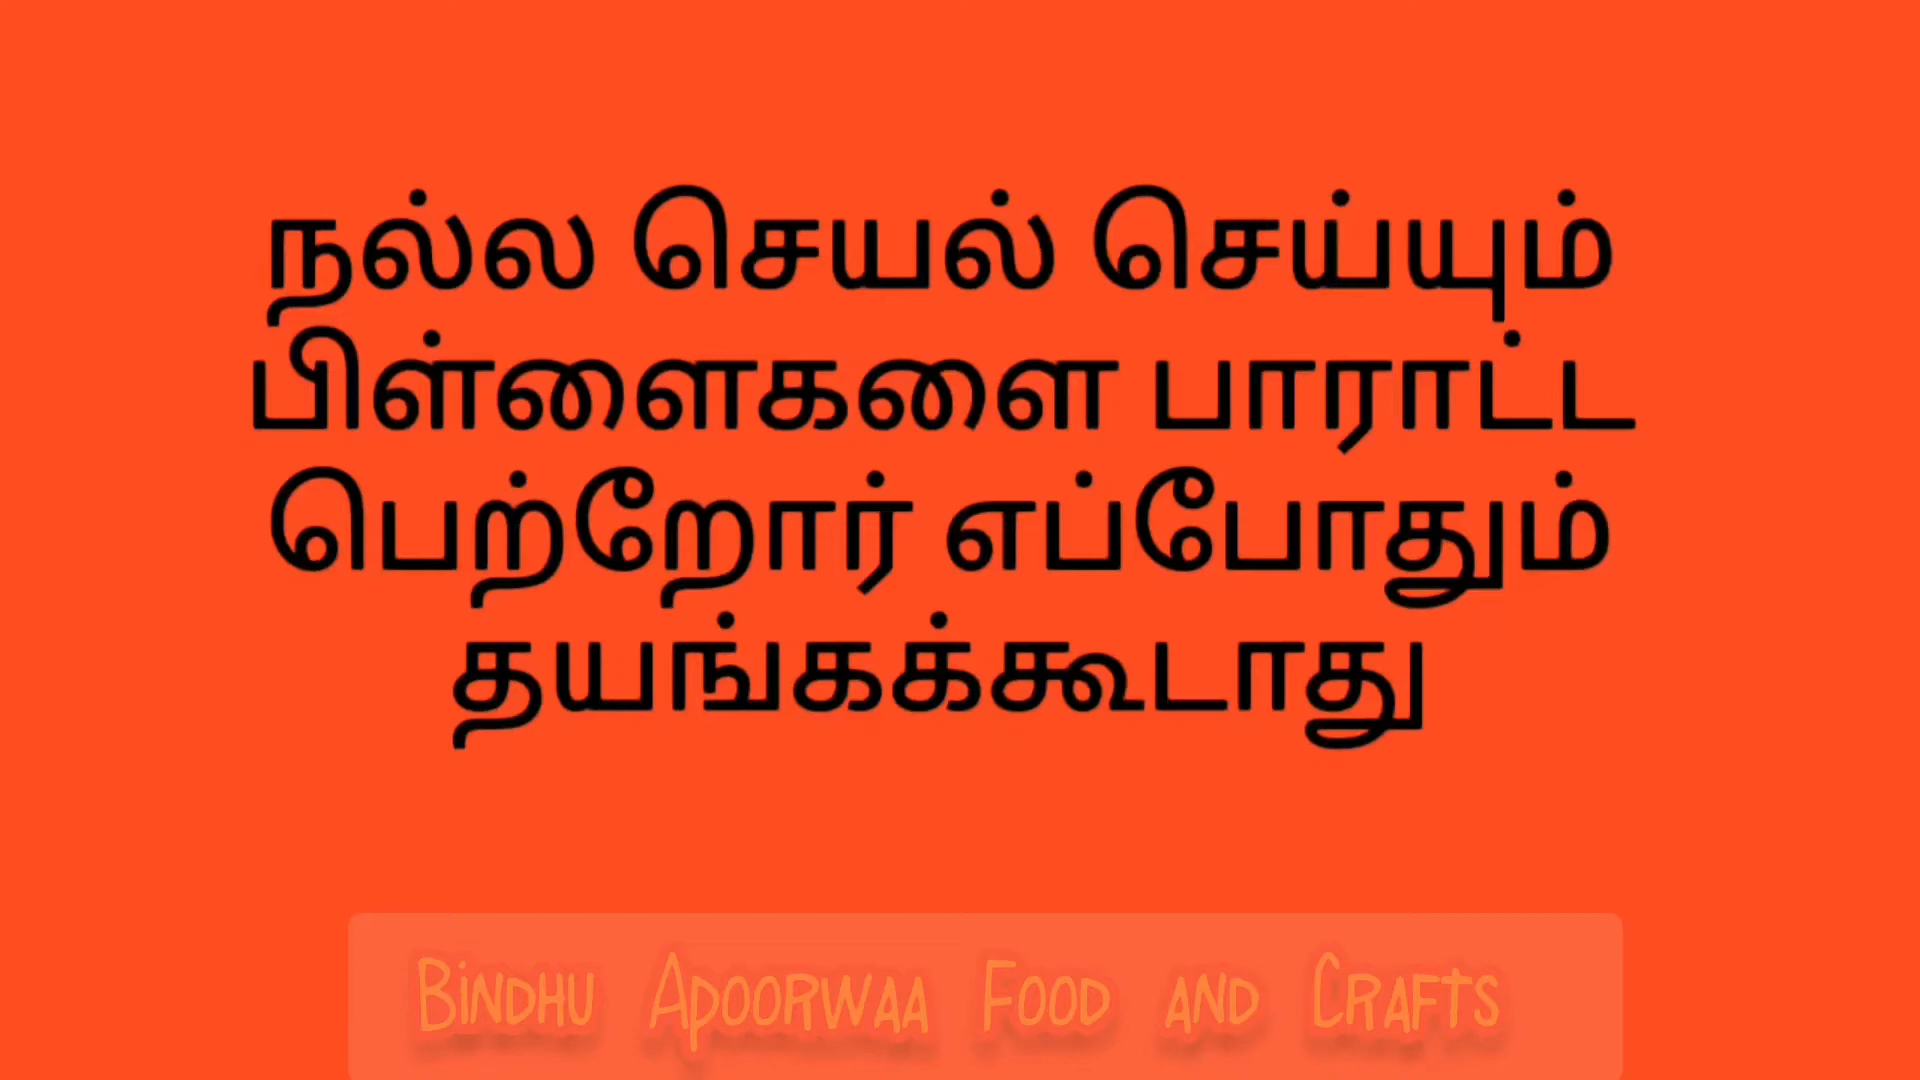 நல்ல செயல் செய்யும்
பிள்ளைகளை பாராட்ட
பெற்றோர் எப்போதும்
தயங்கக்கூடாது
Bindhu Apoorwaa Food and Crafts